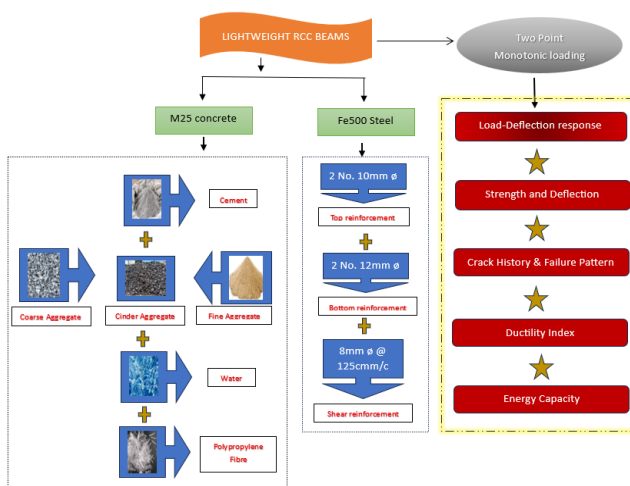 LIGHTWEIGHT RCC BEAMS
Two Point
Monotonic loading
M25 concrete
Fe500 Steel
Load-Deflection response
Strength and Deflection
Crack History & Failure Pattern
Ductility Index
Energy Capacity
Cement
Coarse Aggregate
Cinder Aggregate
Fine Aggregate
Water
Polypropylene
Fibre
2 No. 10mm ø
Top reinforcement
2 No. 12mm ø
Bottom reinforcement
8mm ø @
125cmm/c
Shear reinforcement